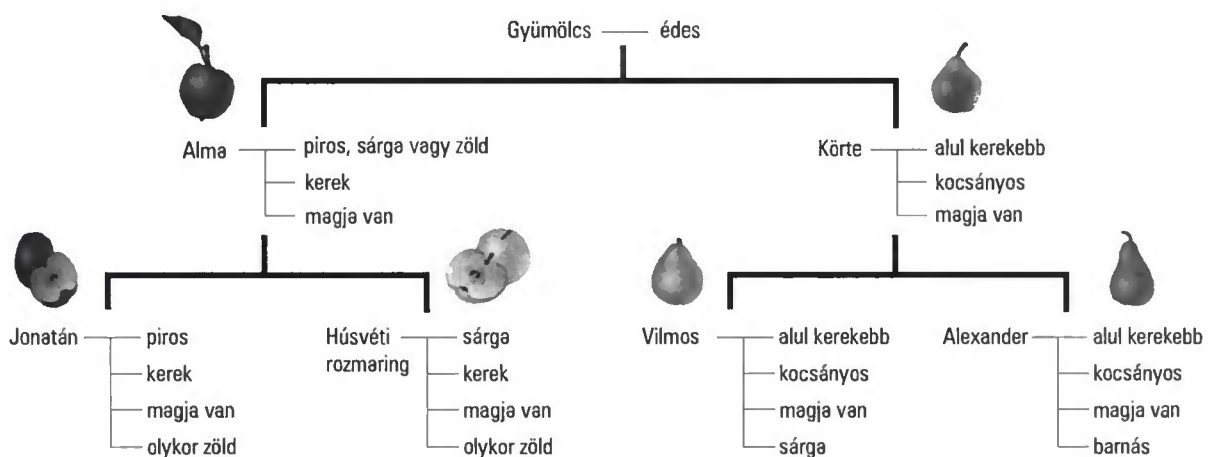 Gyümölcs
édes
Alma
piros, sárga vagy zöld
kerek
magja van
Körte
alul kerekebb
kocsányos
magja van
Jonatán
piros
kerek
magja van
olykor zöld
Húsvéti
rozmaring
sárga
kerek
magja van
olykor zöld
Vilmos
alul kerekebb
kocsányos
magja van
sárga
Alexander
alul kerekebb
kocsányos
magja van
barnás